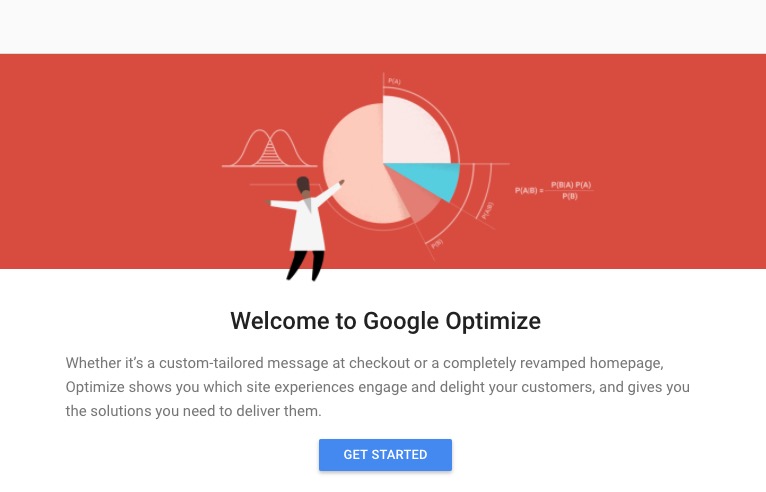 P(A)
P(A|B) = P(B|A) P(A)
P(B)
P(A|B)
P(B)
Welcome to Google Optimize
Whether it’s a custom-tailored message at checkout or a completely revamped homepage,
Optimize shows you which site experiences engage and delight your customers, and gives you
the solutions you need to deliver them.
GET STARTED